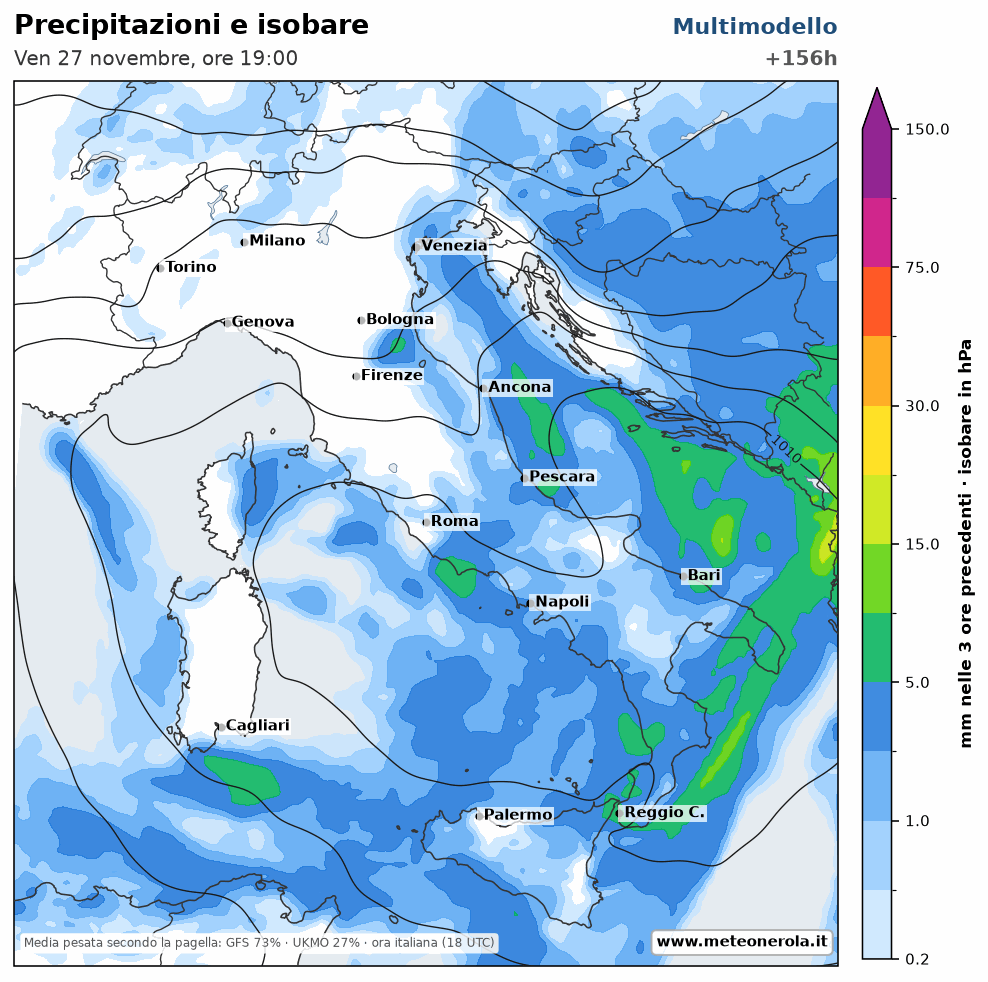 Precipitazioni e isobare
Multimodello
Ven 27 novembre, ore 19:00
+156h
150.0
75.0
30.0
15.0
5.0
1.0
0.2
mm nelle 3 ore precedenti · isobare in hPa
Venezia
Milano
Torino
Bologna
Genova
Firenze
Ancona
1010
Pescara
Roma
Bari
Napoli
Cagliari
Palermo
Reggio C.
Media pesata secondo la pagella: GFS 73% · UKMO 27% · ora italiana (18 UTC)
www.meteonerola.it